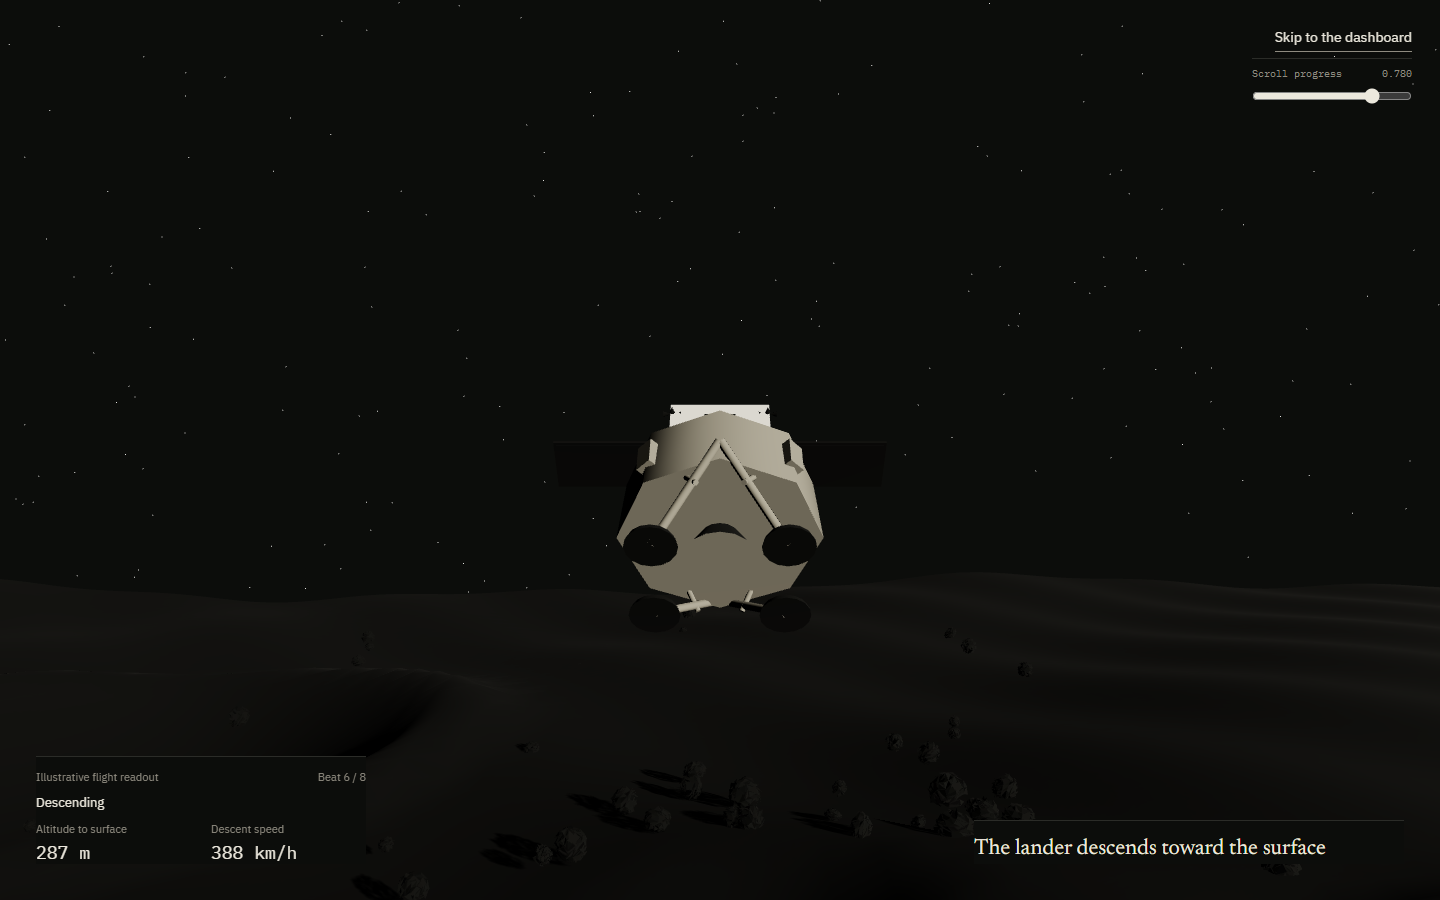 Skip to the dashboard
Scroll progress 0.780
Illustrative flight readout Beat 6 / 8
Descending
Altitude to surface Descent speed
287 m 388 km/h
The lander descends toward the surface